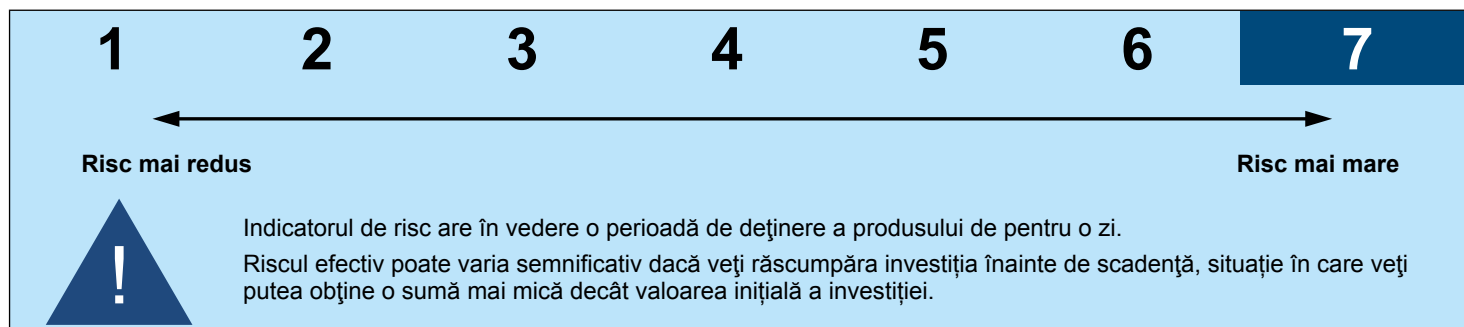 1 2 3 4 5 6 7
Risc mai redus Risc mai mare
!
Indicatorul de risc are în vedere o perioadă de deţinere a produsului de pentru o zi.
Riscul efectiv poate varia semnificativ dacă veţi răscumpăra investiția înainte de scadenţă, situație în care veţi
putea obţine o sumă mai mică decât valoarea inițială a investiției.